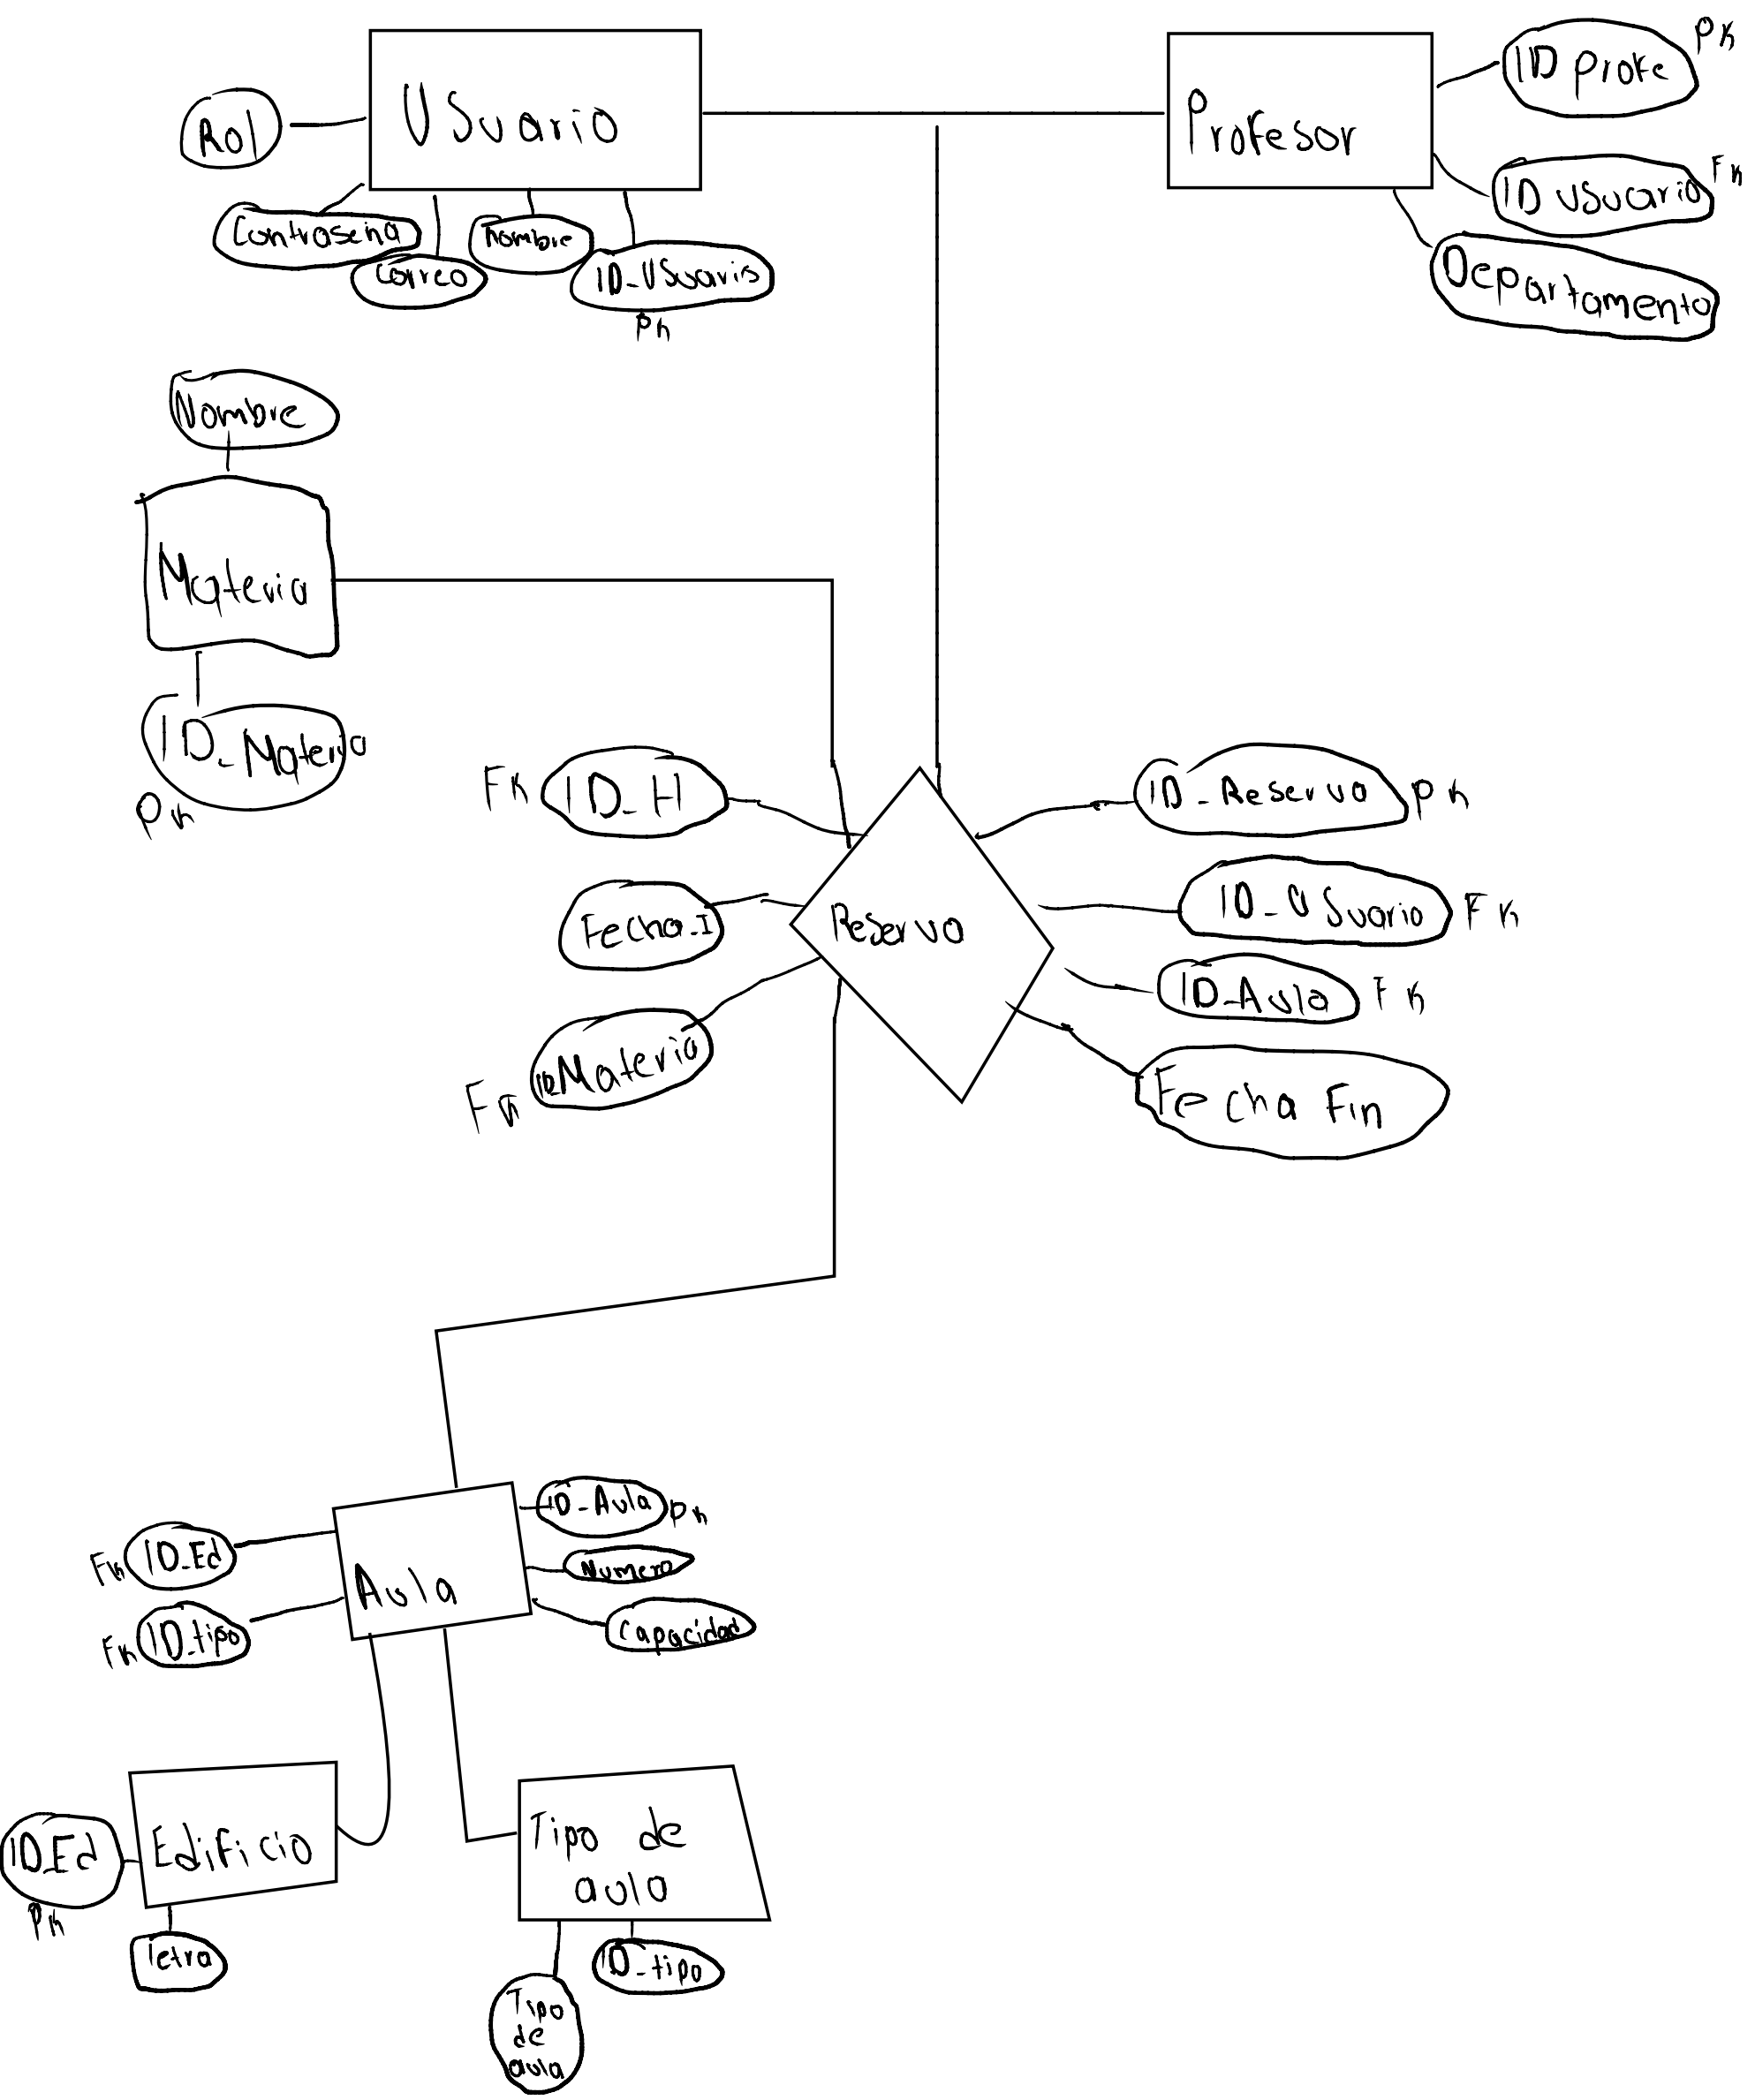 Usuario
Rol
Contraseña
Correo
nombre
ID_Usuario
Pk
Profesor
ID profe
Pk
ID Usuario
Fk
Departamento
Nombre
Materia
ID_Materia
Pk
Reserva
Fk ID_H
Fecha_I
Fk ID_Materia
ID_Reserva Pk
ID_Usuario Fk
ID_Aula Fk
Fecha Fin
Aula
Fk ID_Ed
Fk ID_tipo
ID_Aula Pk
Numero
Capacidad
Edificio
ID_Ed
Pk
letra
Tipo de
aula
ID_tipo
Tipo
de
aula